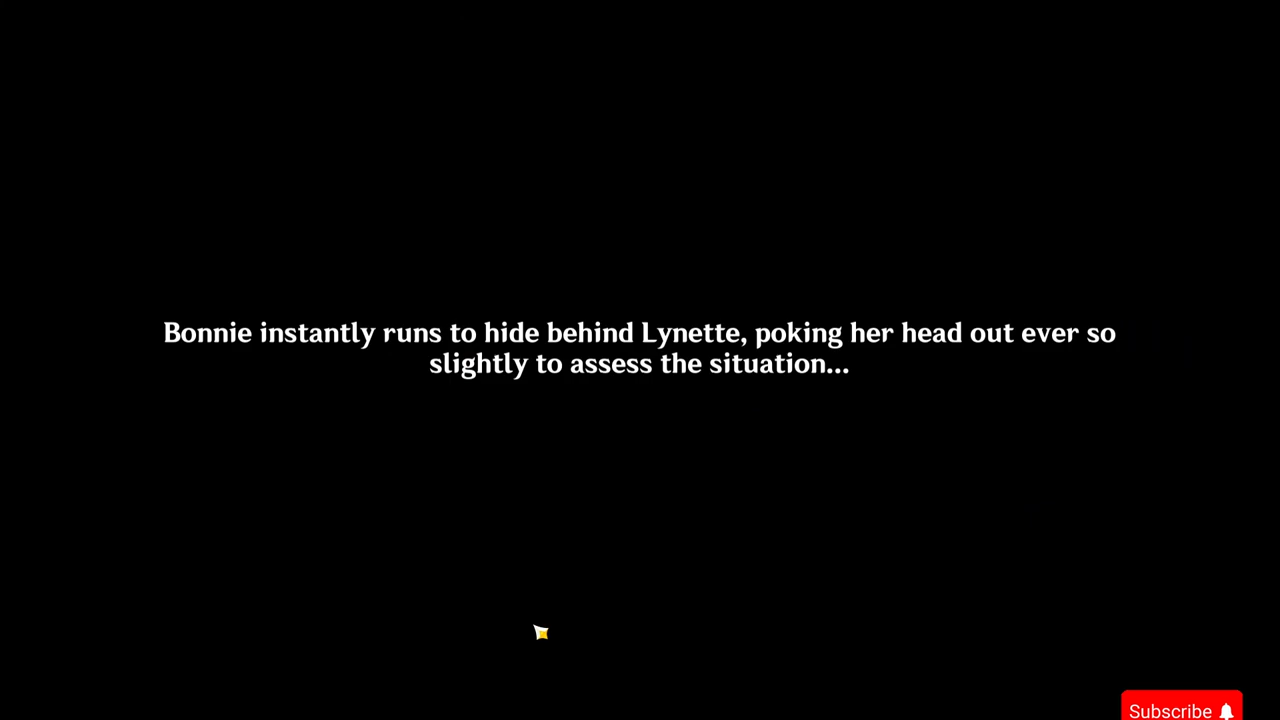 Bonnie instantly runs to hide behind Lynette, poking her head out ever so
slightly to assess the situation...
Subscribe